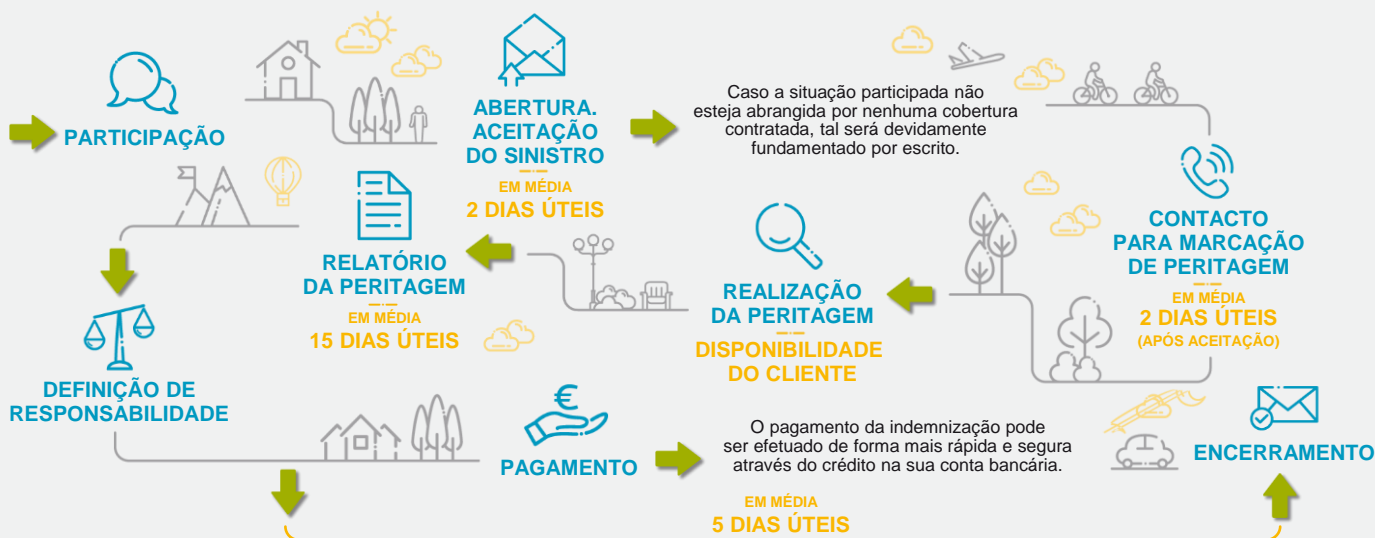 PARTICIPAÇÃO
ABERTURA.
ACEITAÇÃO
DO SINISTRO
EM MÉDIA
2 DIAS ÚTEIS
Caso a situação participada não
esteja abrangida por nenhuma cobertura
contratada, tal será devidamente
fundamentado por escrito.
CONTACTO
PARA MARCAÇÃO
DE PERITAGEM
EM MÉDIA
2 DIAS ÚTEIS
(APÓS ACEITAÇÃO)
REALIZAÇÃO
DA PERITAGEM
DISPONIBILIDADE
DO CLIENTE
RELATÓRIO
DA PERITAGEM
EM MÉDIA
15 DIAS ÚTEIS
DEFINIÇÃO DE
RESPONSABILIDADE
€
PAGAMENTO
O pagamento da indemnização pode
ser efetuado de forma mais rápida e segura
através do crédito na sua conta bancária.
EM MÉDIA
5 DIAS ÚTEIS
ENCERRAMENTO